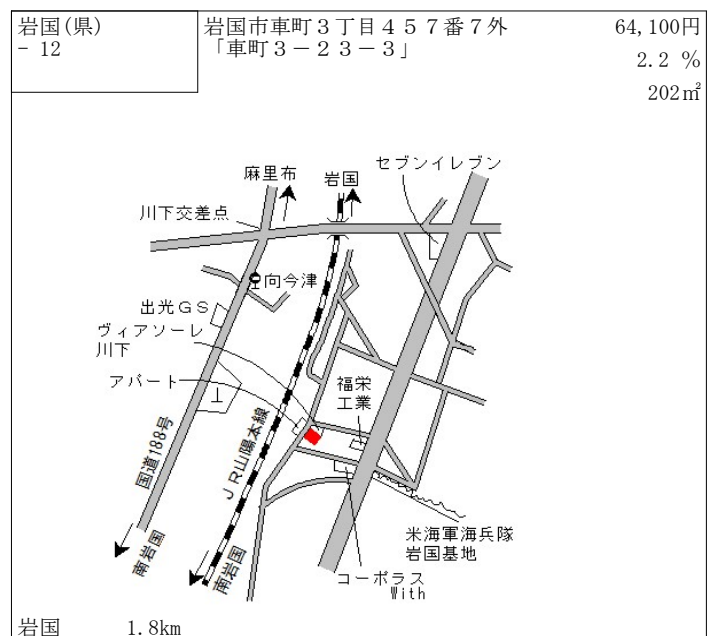 岩国(県)
- 12
岩国市車町３丁目４５７番７外
「車町３－２３－３」
64,100円
2.2 %
202㎡
麻里布
岩国
セブンイレブン
川下交差点
向今津
出光ＧＳ
ヴィアソーレ
川下
アパート
福栄
工業
国道188号
ＪＲ山陽本線
南岩国
南岩国
米海軍海兵隊
岩国基地
コーポラス
With
岩国 1.8km